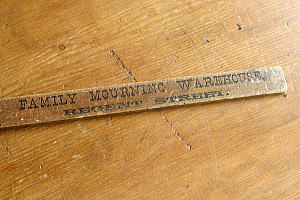 FAMILY MOURNING WAREHOUSE,
REGENT STREET.